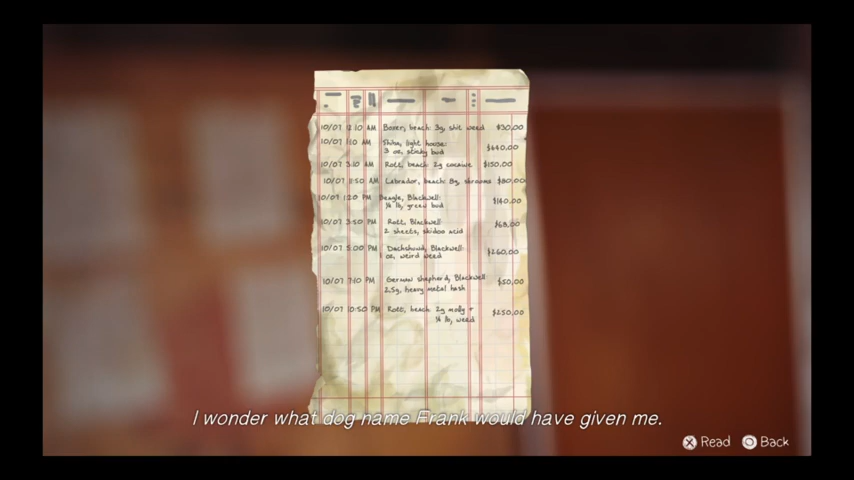 10/07 12:10 AM Boxer, beach: 3g, shit weed $30.00
10/07 1:10 AM Shiba, light house: $440.00
3 oz, sticky bud
10/07 3:10 AM Rott, beach: 2g cocaine $150.00
10/07 11:50 AM Labrador, beach: 8g, shrooms $80.00
10/07 1:20 PM Beagle, Blackwell: $140.00
1/4 lb, green bud
10/07 3:50 PM Rott, Blackwell: $68.00
2 sheets, skidoo acid
10/07 5:00 PM Dachshund, Blackwell: $260.00
1 oz, weird weed
10/07 7:10 PM German shepherd, Blackwell: $50.00
2.5g, heavy metal hash
10/07 10:50 PM Rott, beach: 2g molly + $250.00
1/4 lb, weed
I wonder what dog name Frank would have given me.
Read Back